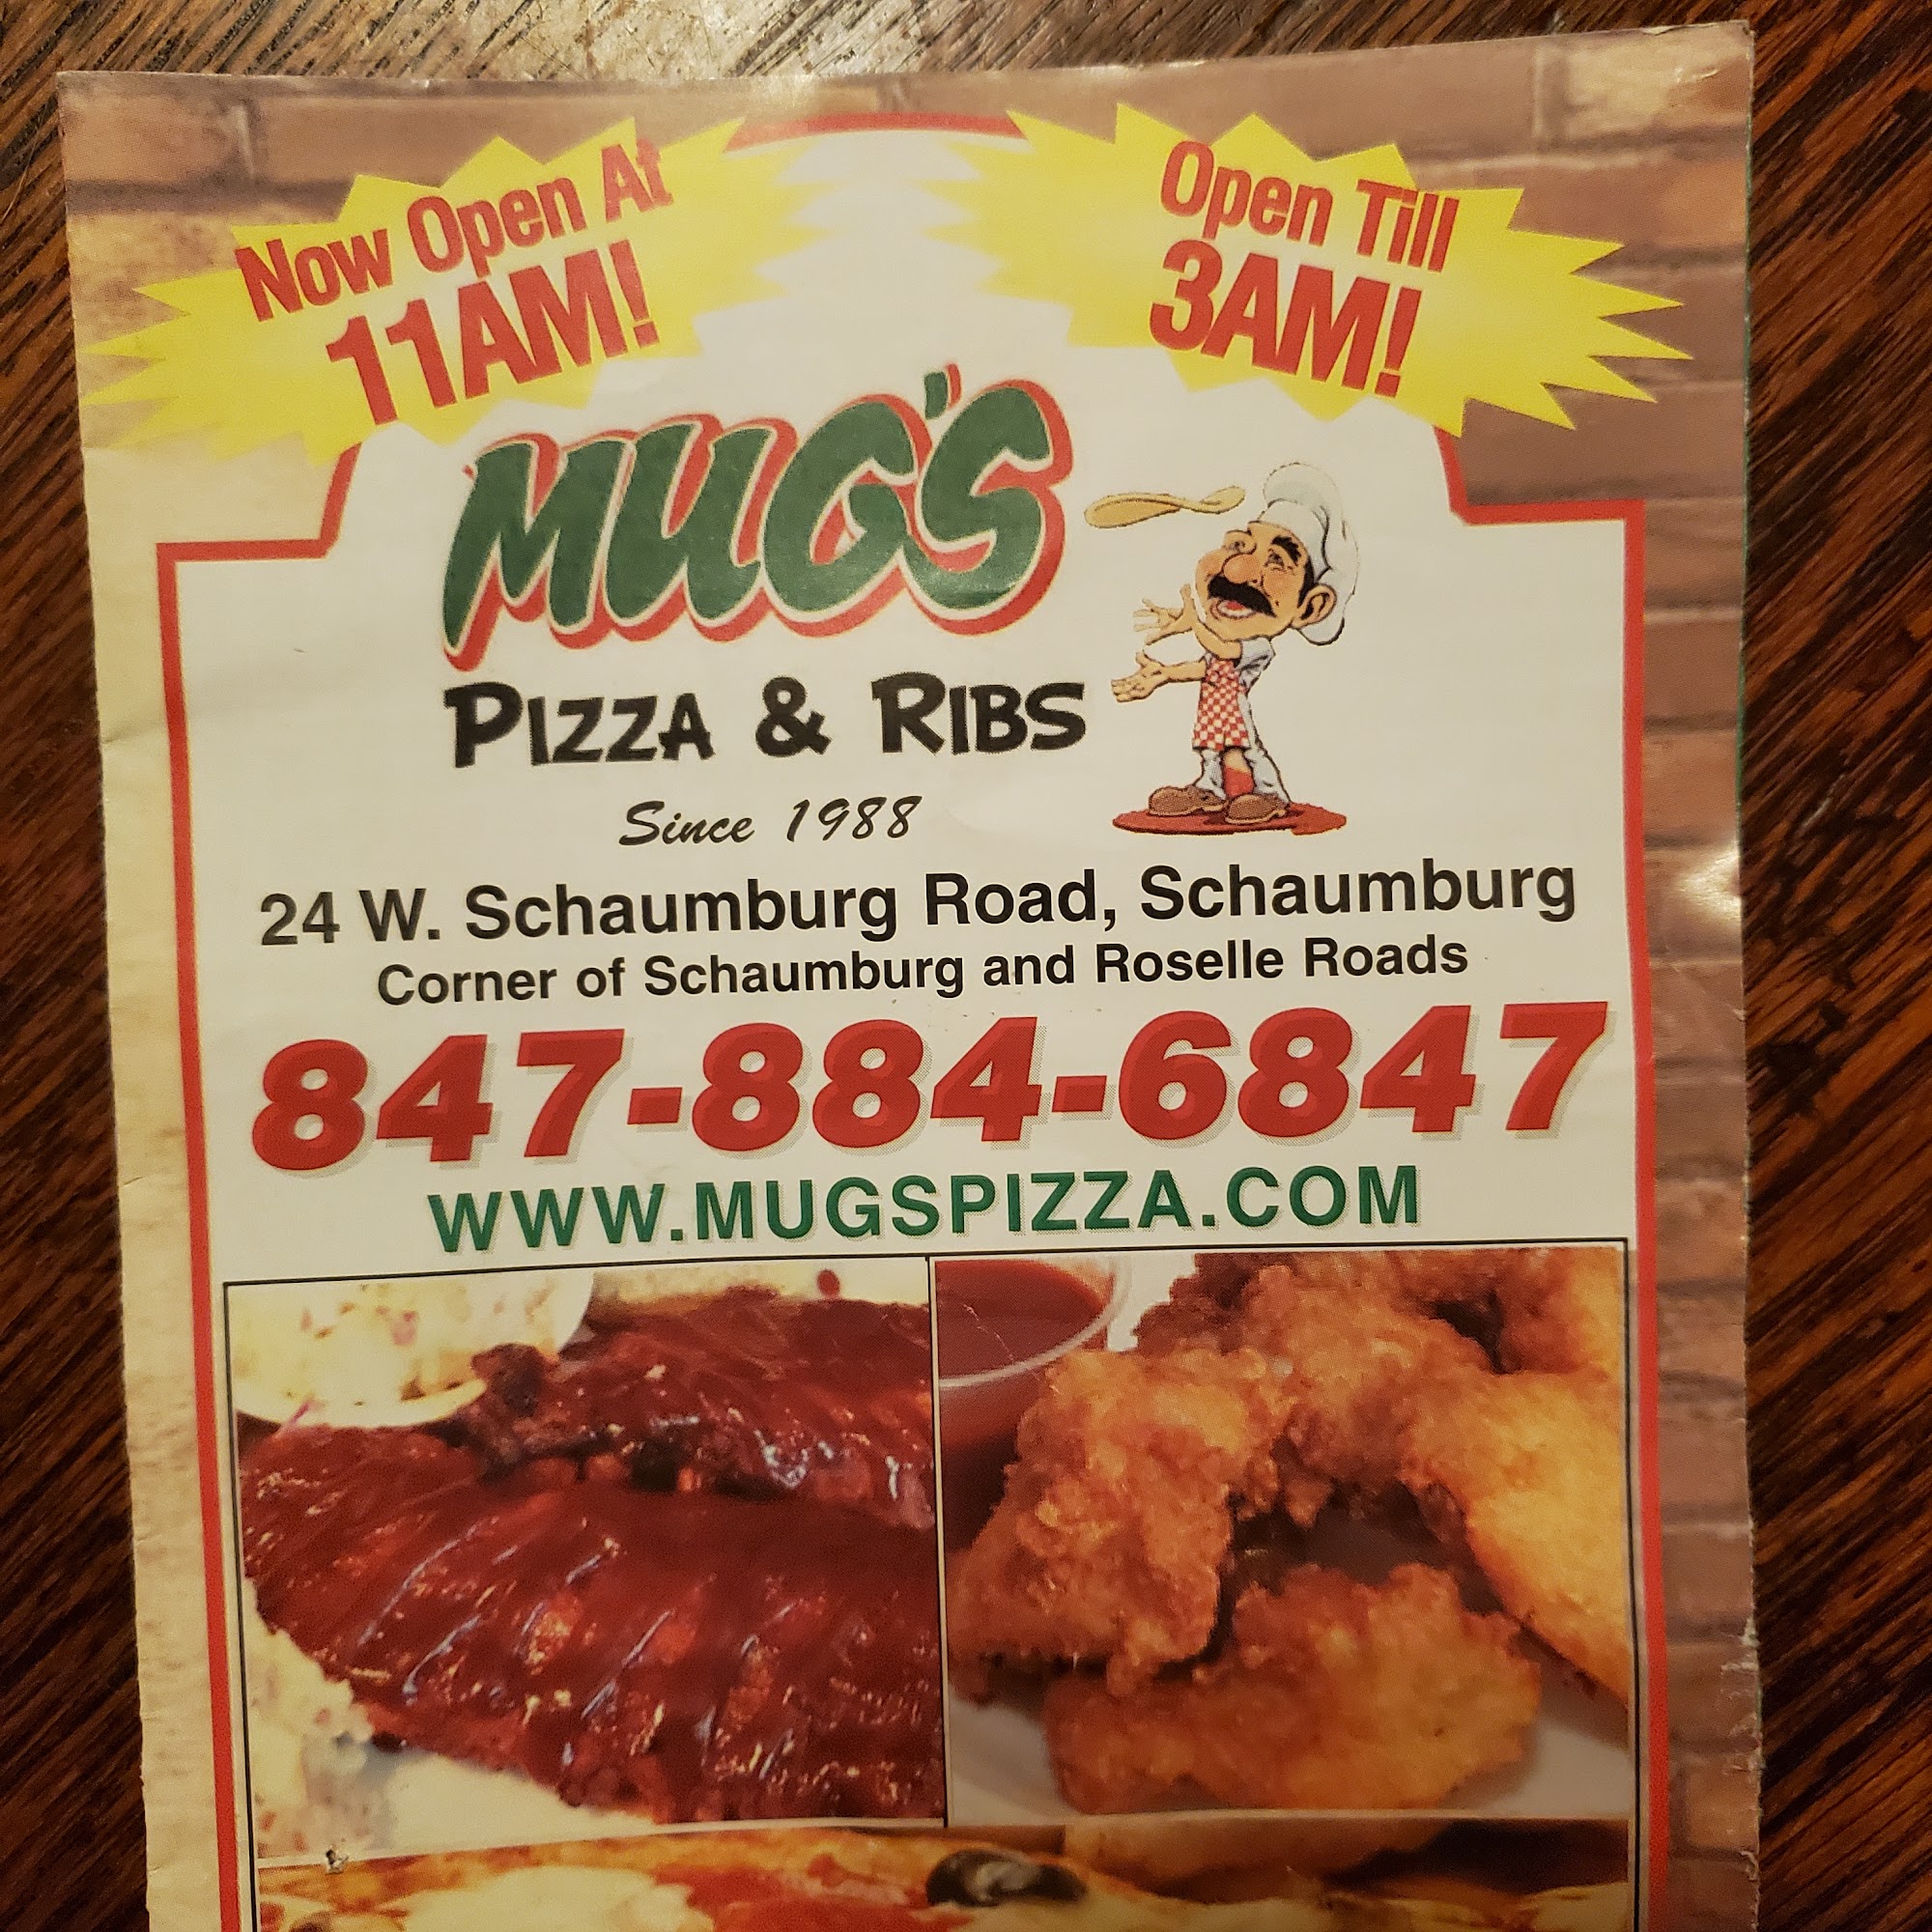 Now Open At
11AM!
Open Till
3AM!
MUG'S
PIZZA & RIBS
Since 1988
24 W. Schaumburg Road, Schaumburg
Corner of Schaumburg and Roselle Roads
847-884-6847
WWW.MUGSPIZZA.COM